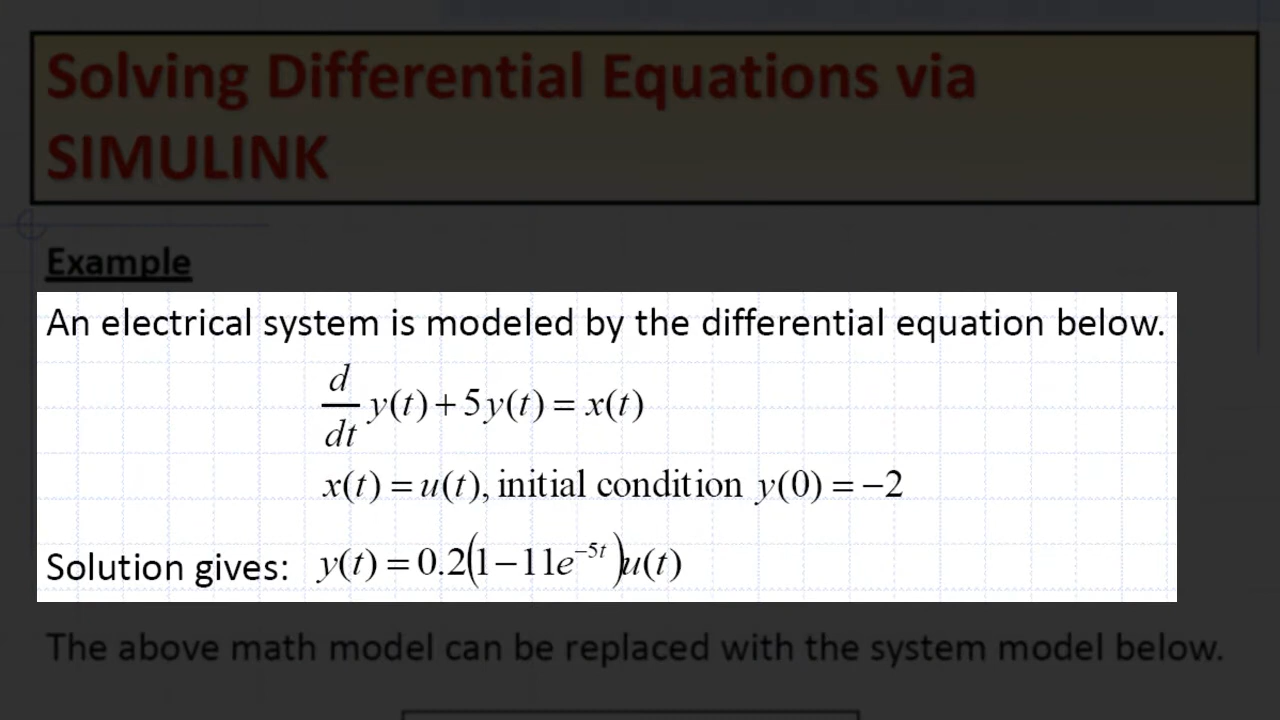 Solving Differential Equations via
SIMULINK
Example
An electrical system is modeled by the differential equation below.
d/dt y(t) + 5y(t) = x(t)
x(t) = u(t), initial condition y(0) = −2
Solution gives: y(t) = 0.2(1 − 11e^{−5t})u(t)
The above math model can be replaced with the system model below.